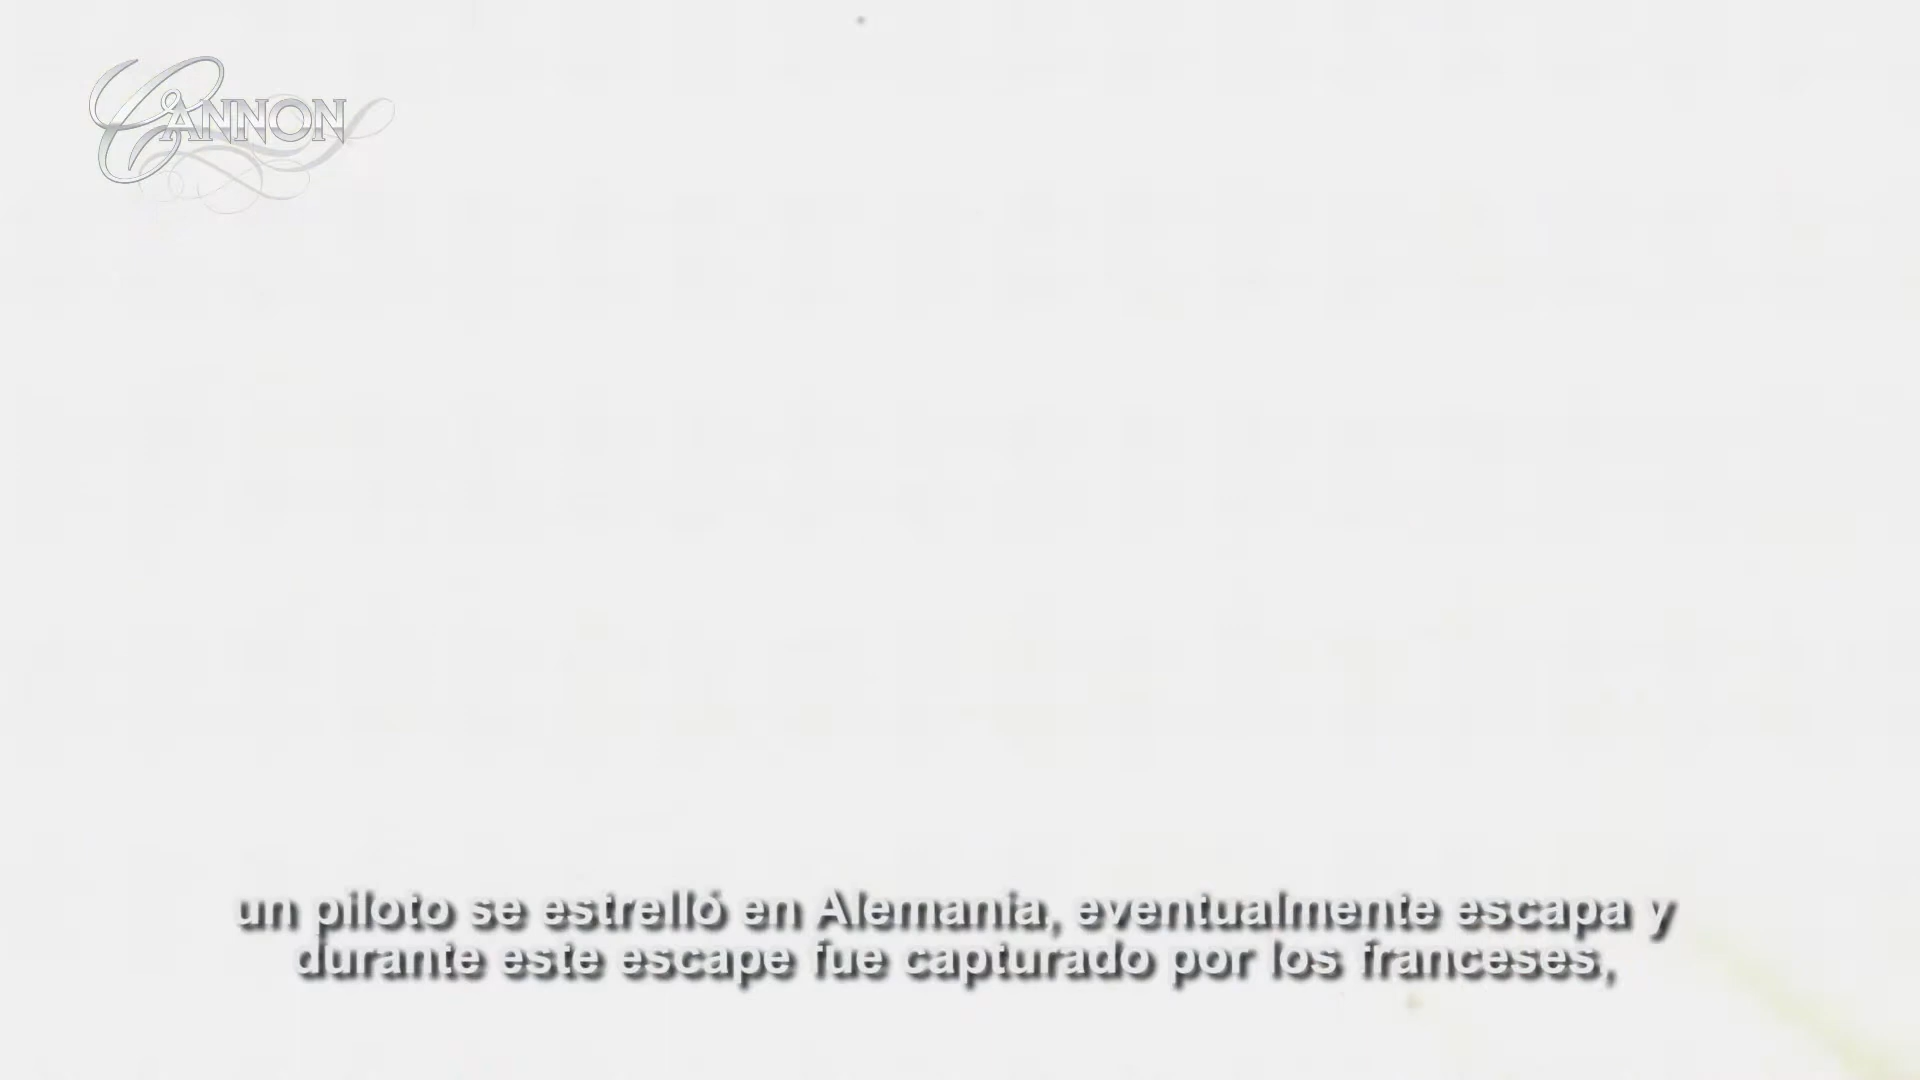 CANNON
un piloto se estrelló en Alemania, eventualmente escapa y
durante este escape fue capturado por los franceses,